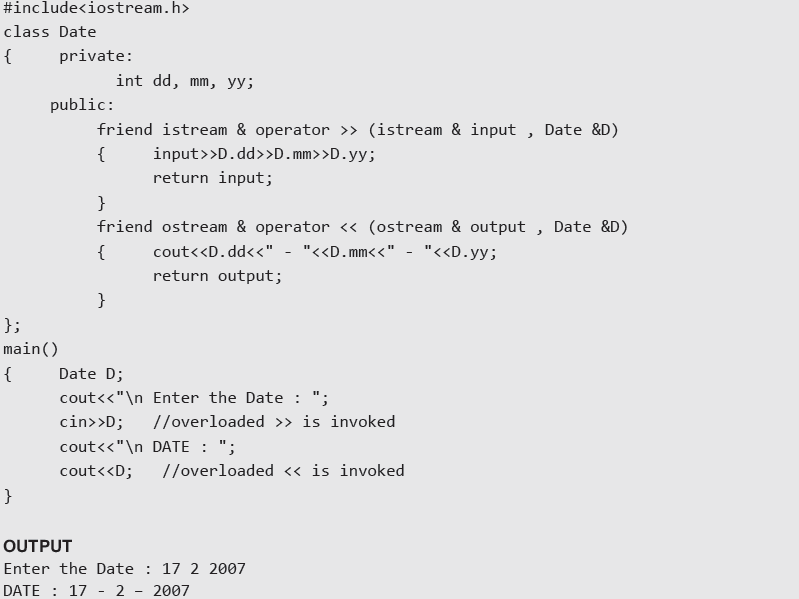 #include<iostream.h>
class Date
{     private:
            int dd, mm, yy;
     public:
          friend istream & operator >> (istream & input , Date &D)
          {     input>>D.dd>>D.mm>>D.yy;
                return input;
          }
          friend ostream & operator << (ostream & output , Date &D)
          {     cout<<D.dd<<" - "<<D.mm<<" - "<<D.yy;
                return output;
          }
};
main()
{     Date D;
      cout<<"\n Enter the Date : ";
      cin>>D;   //overloaded >> is invoked
      cout<<"\n DATE : ";
      cout<<D;   //overloaded << is invoked
}
OUTPUT
Enter the Date : 17 2 2007
DATE : 17 - 2 – 2007